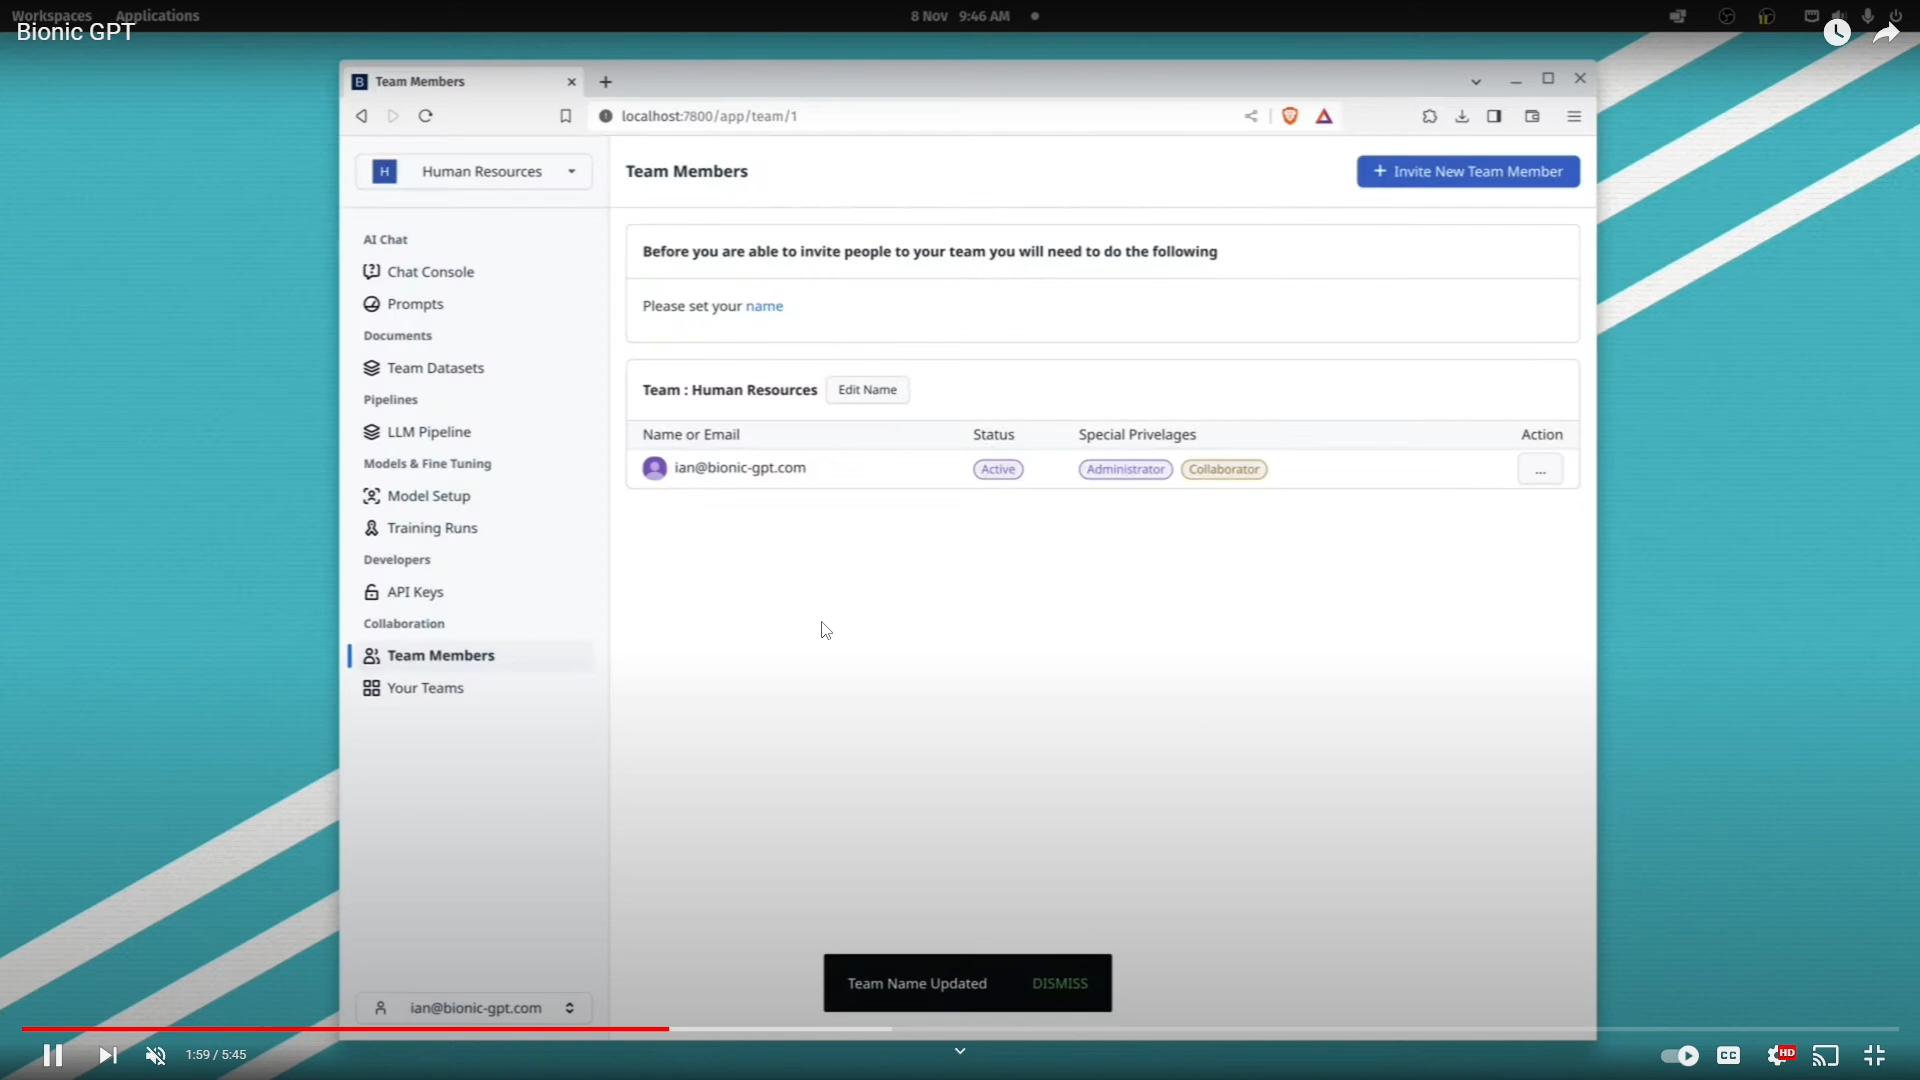 Workspaces Applications 8 Nov 9:46 AM
Bionic GPT
B Team Members
localhost:7800/app/team/1
H Human Resources
Team Members
+ Invite New Team Member
AI Chat
Chat Console
Prompts
Documents
Team Datasets
Pipelines
LLM Pipeline
Models & Fine Tuning
Model Setup
Training Runs
Developers
API Keys
Collaboration
Team Members
Your Teams
ian@bionic-gpt.com
Before you are able to invite people to your team you will need to do the following
Please set your name
Team : Human Resources Edit Name
Name or Email Status Special Privelages Action
ian@bionic-gpt.com Active Administrator Collaborator ...
Team Name Updated DISMISS
1:59 / 5:45
CC HD